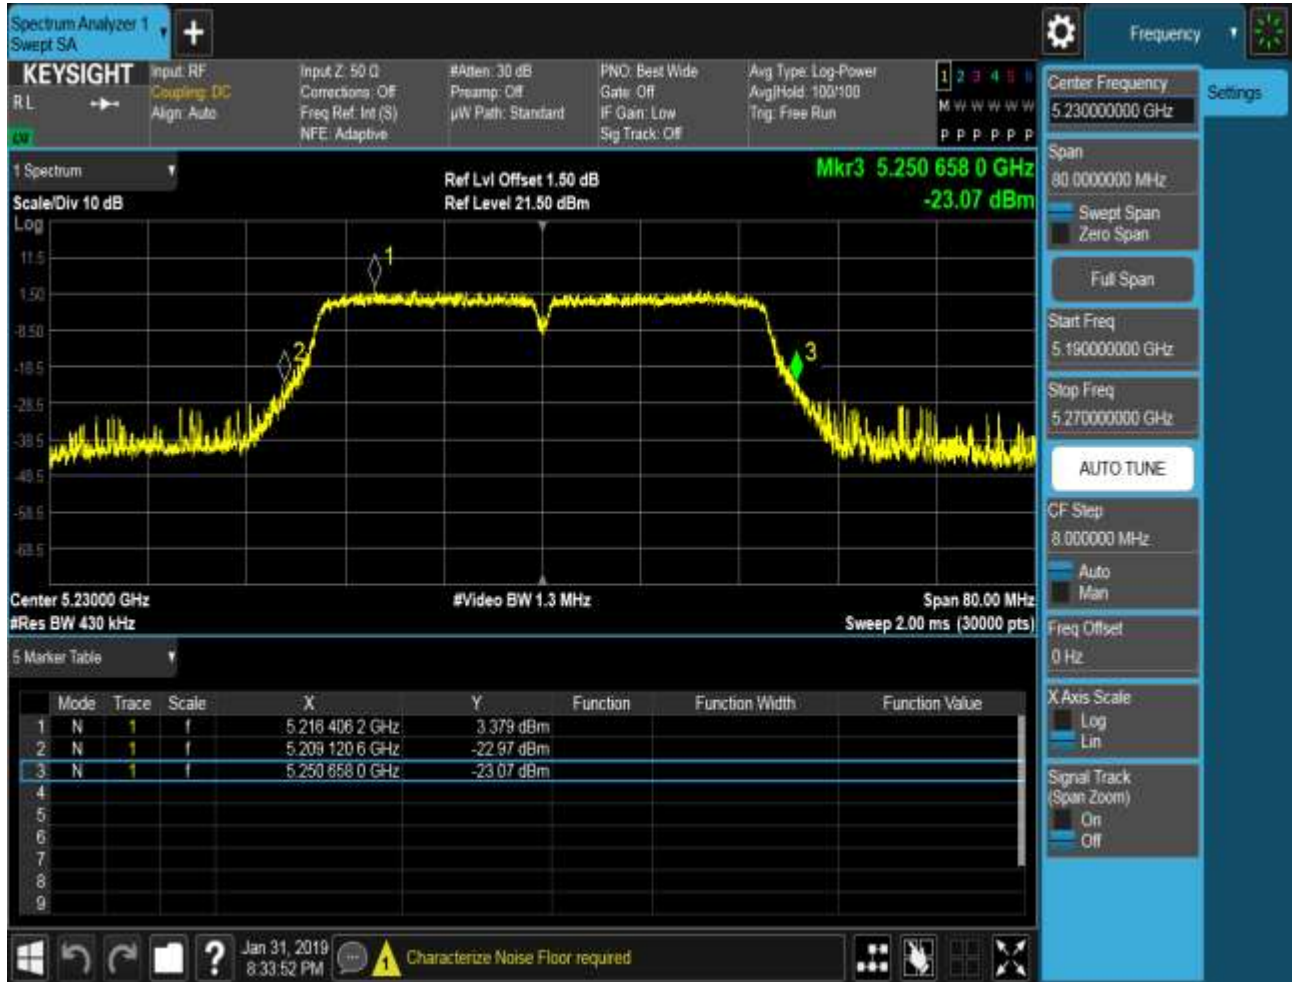 Spectrum Analyzer 1
Swept SA
+
Frequency
KEYSIGHT
RL
Input: RF
Coupling: DC
Align: Auto
Input Z: 50 Ω
Corrections: Off
Freq Ref: Int (S)
NFE: Adaptive
#Atten: 30 dB
Preamp: Off
µW Path: Standard
PNO: Best Wide
Gate: Off
IF Gain: Low
Sig Track: Off
Avg Type: Log-Power
Avg|Hold: 100/100
Trig: Free Run
1 2 3 4 5 6
M W W W W W
P P P P P P
1 Spectrum
Scale/Div 10 dB
Ref Lvl Offset 1.50 dB
Ref Level 21.50 dBm
Mkr3 5.250 658 0 GHz
-23.07 dBm
Log
11.5
1.50
-8.50
-18.5
-28.5
-38.5
-48.5
-58.5
-68.5
1
2
3
Center 5.23000 GHz
#Res BW 430 kHz
#Video BW 1.3 MHz
Span 80.00 MHz
Sweep 2.00 ms (30000 pts)
5 Marker Table
Mode Trace Scale X Y Function Function Width Function Value
1 N 1 f 5.216 406 2 GHz 3.379 dBm
2 N 1 f 5.209 120 6 GHz -22.97 dBm
3 N 1 f 5.250 658 0 GHz -23.07 dBm
4
5
6
7
8
9
Center Frequency
5.230000000 GHz
Settings
Span
80.0000000 MHz
Swept Span
Zero Span
Full Span
Start Freq
5.190000000 GHz
Stop Freq
5.270000000 GHz
AUTO TUNE
CF Step
8.000000 MHz
Auto
Man
Freq Offset
0 Hz
X Axis Scale
Log
Lin
Signal Track
(Span Zoom)
On
Off
?
Jan 31, 2019
8:33:52 PM
1
Characterize Noise Floor required